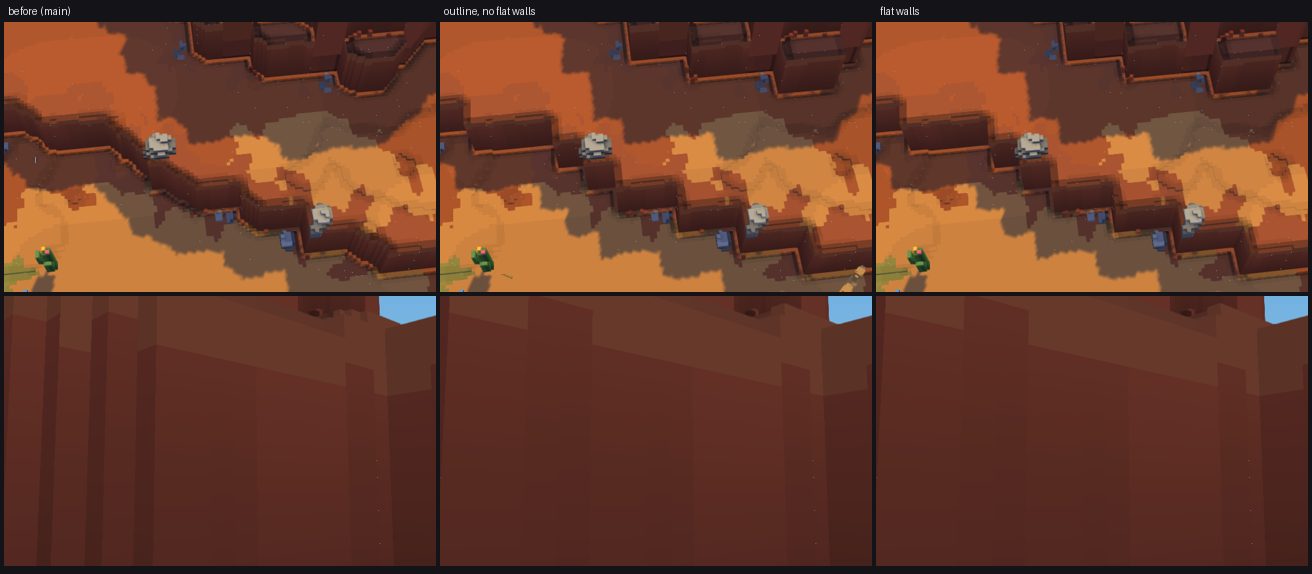 before (main)
outline, no flat walls
flat walls